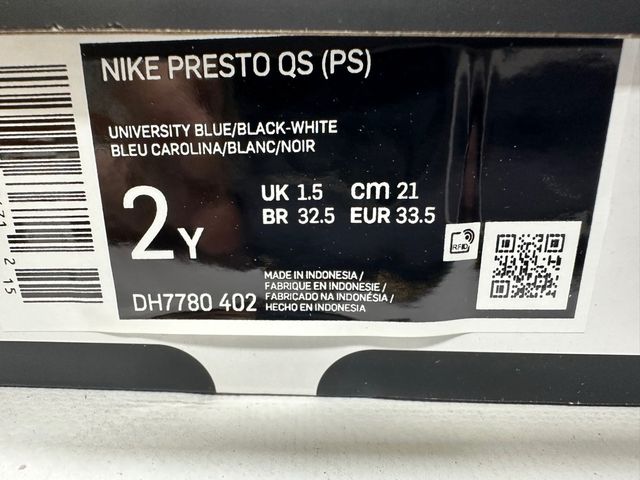 NIKE PRESTO QS (PS)
UNIVERSITY BLUE/BLACK-WHITE
BLEU CAROLINA/BLANC/NOIR
2Y
UK 1.5 cm 21
BR 32.5 EUR 33.5
RFID
DH7780 402
MADE IN INDONESIA /
FABRIQUE EN INDONESIE /
FABRICADO NA INDONÉSIA /
HECHO EN INDONESIA